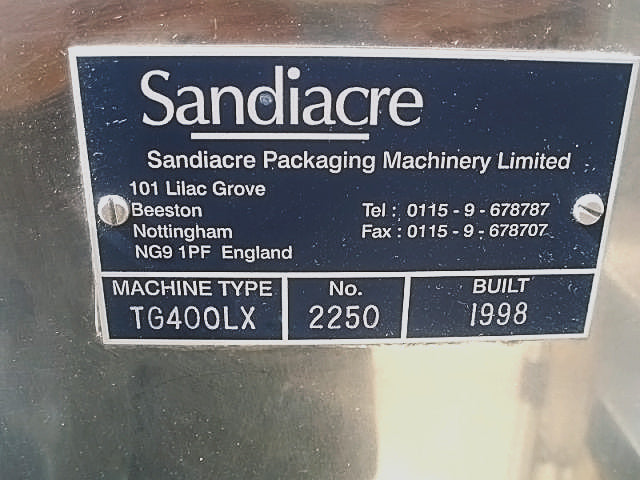 Sandiacre
Sandiacre Packaging Machinery Limited
101 Lilac Grove
Beeston
Nottingham
NG9 1PF England
Tel : 0115 - 9 - 678787
Fax : 0115 - 9 - 678707
MACHINE TYPE
TG400LX
No.
2250
BUILT
1998